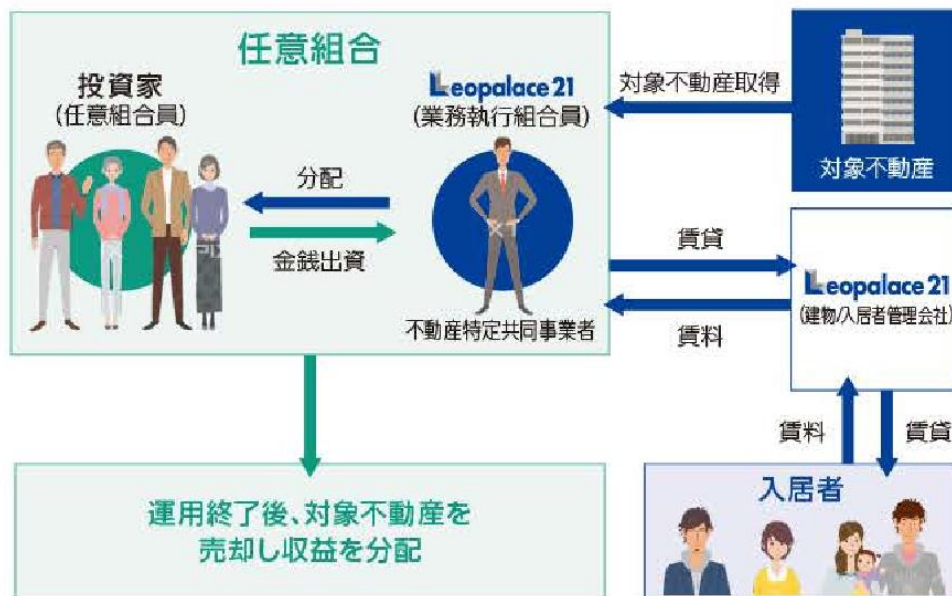 任意組合
投資家
(任意組合員)
Leopalace21
(業務執行組合員)
分配
金銭出資
不動産特定共同事業者
対象不動産取得
対象不動産
賃貸
賃料
Leopalace21
(建物/入居者管理会社)
賃料
賃貸
入居者
運用終了後、対象不動産を
売却し収益を分配